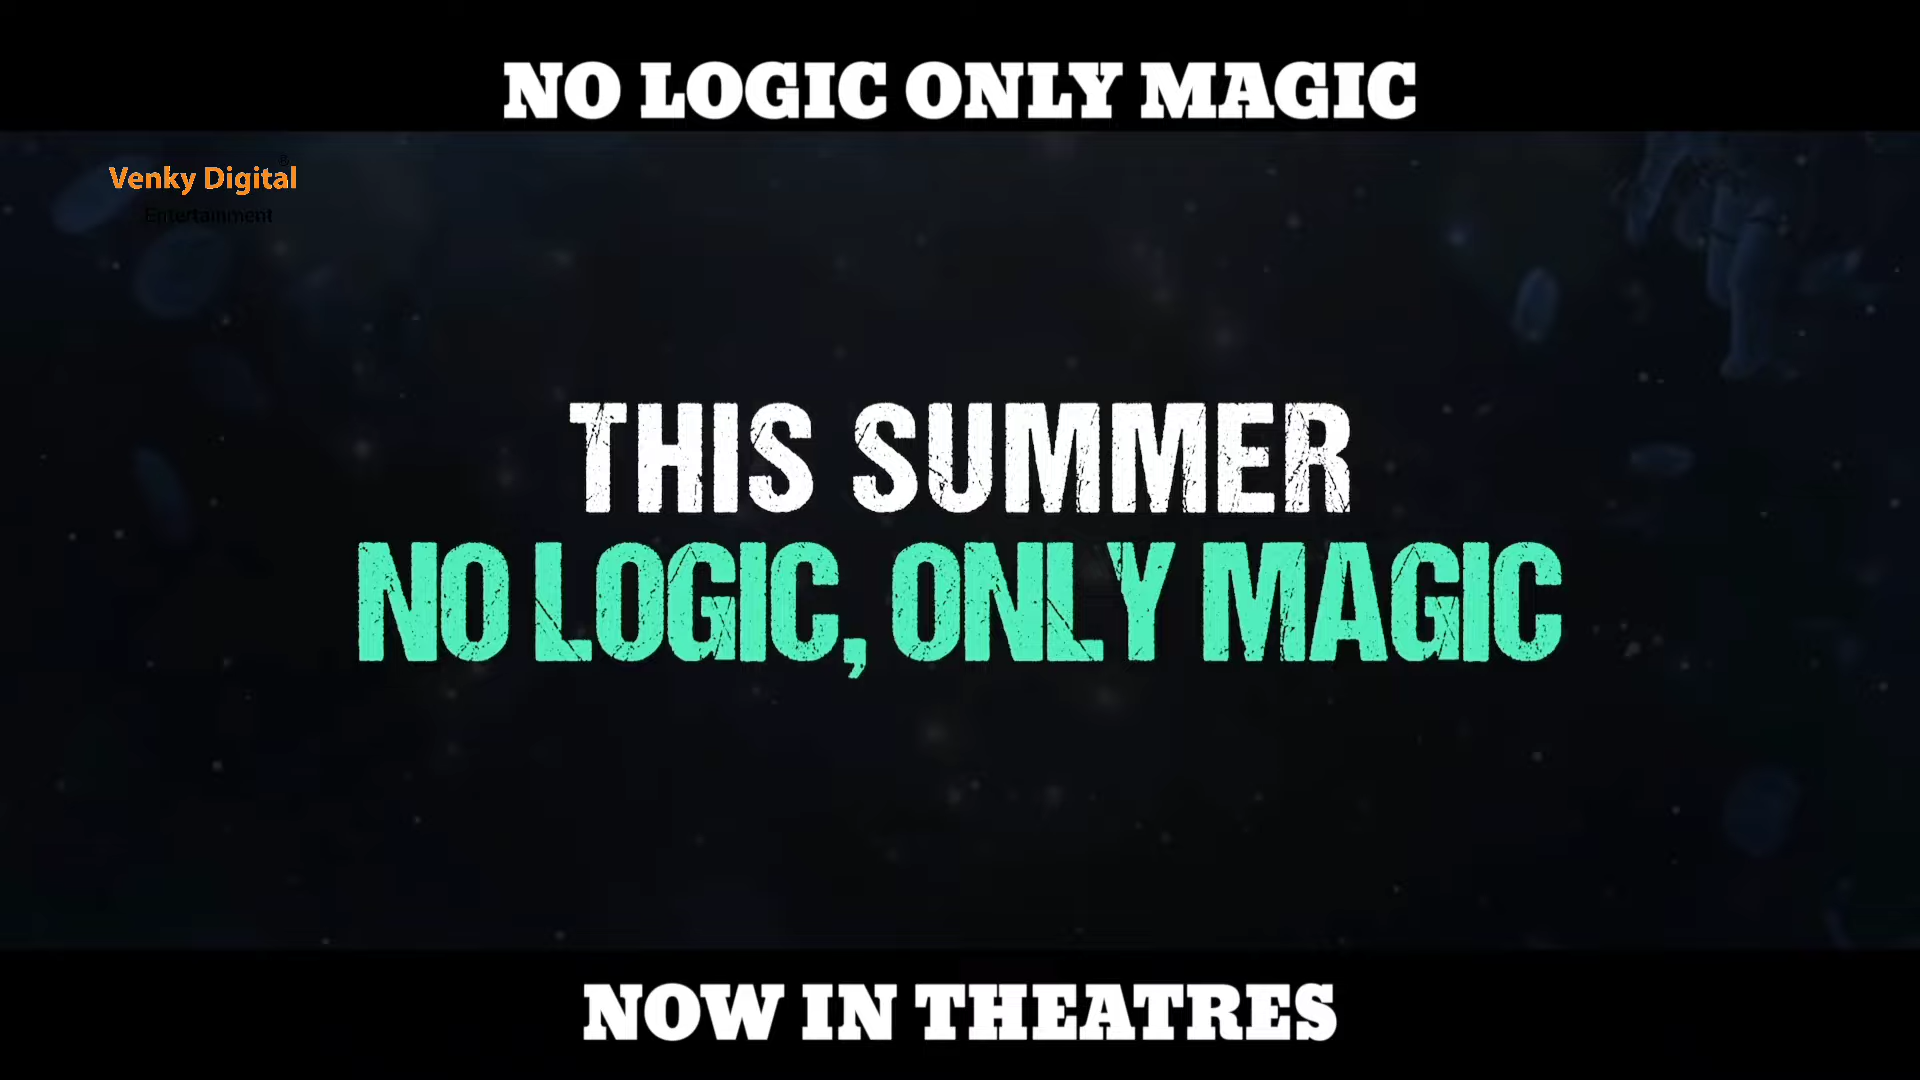 NO LOGIC ONLY MAGIC
Venky Digital
Entertainment
THIS SUMMER
NO LOGIC, ONLY MAGIC
NOW IN THEATRES